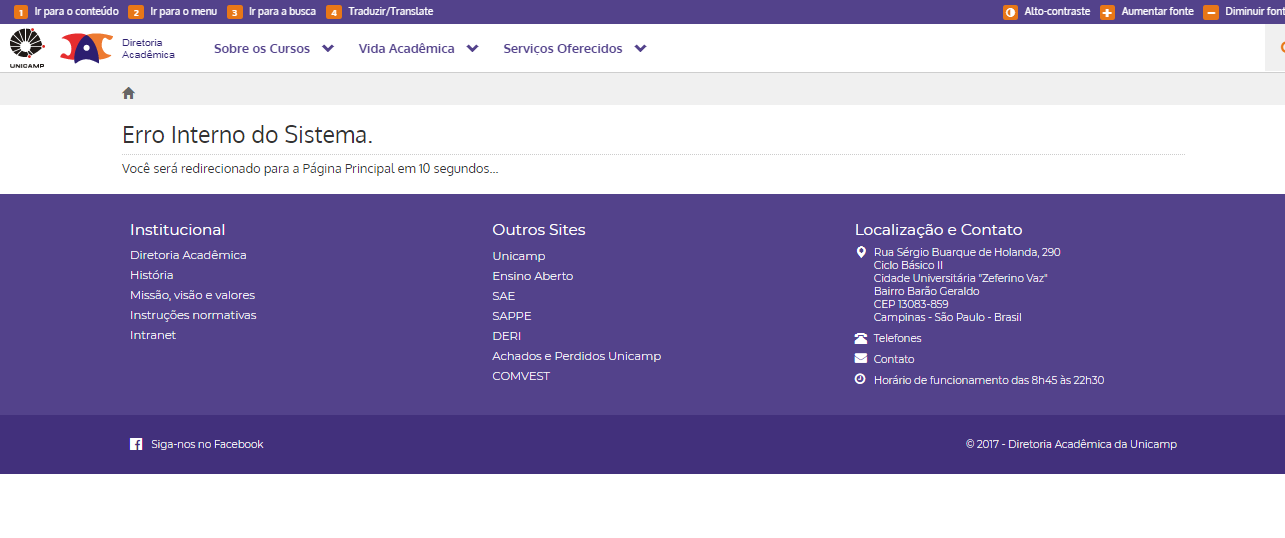 1 Ir para o conteúdo 2 Ir para o menu 3 Ir para a busca 4 Traduzir/Translate Alto-contraste Aumentar fonte
Diminuir font
UNICAMP
Diretoria
Acadêmica
Sobre os Cursos Vida Acadêmica Serviços Oferecidos
Erro Interno do Sistema.
Você será redirecionado para a Página Principal em 10 segundos...
Institucional
Diretoria Acadêmica
História
Missão, visão e valores
Instruções normativas
Intranet
Outros Sites
Unicamp
Ensino Aberto
SAE
SAPPE
DERI
Achados e Perdidos Unicamp
COMVEST
Localização e Contato
Rua Sérgio Buarque de Holanda, 290
Ciclo Básico II
Cidade Universitária "Zeferino Vaz"
Bairro Barão Geraldo
CEP 13083-859
Campinas - São Paulo - Brasil
Telefones
Contato
Horário de funcionamento das 8h45 às 22h30
Siga-nos no Facebook
© 2017 - Diretoria Acadêmica da Unicamp